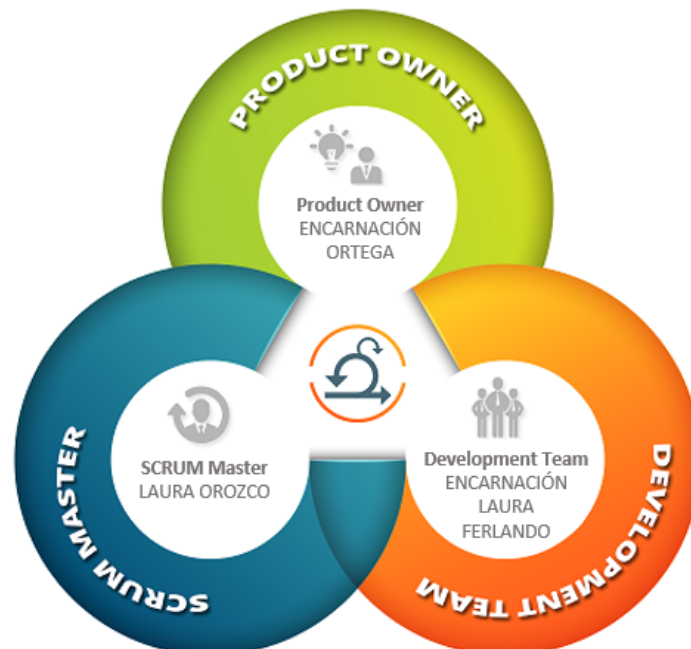 PRODUCT OWNER
Product Owner
ENCARNACIÓN
ORTEGA
SCRUM MASTER
SCRUM Master
LAURA OROZCO
DEVELOPMENT TEAM
Development Team
ENCARNACIÓN
LAURA
FERLANDO